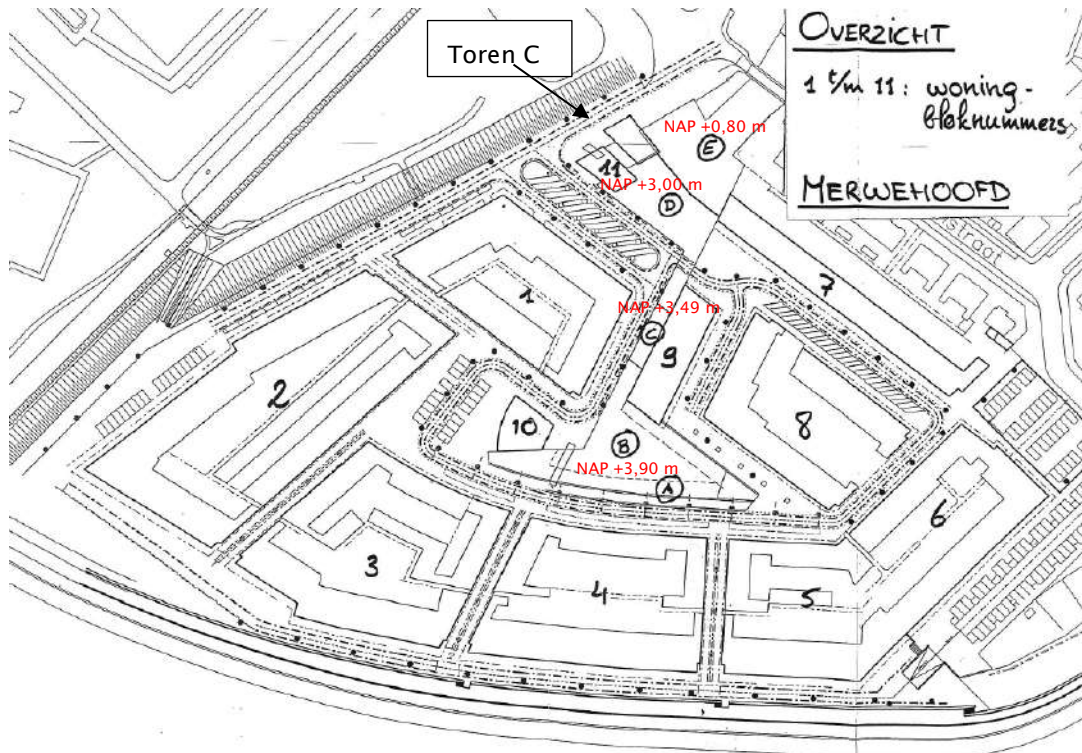 Toren C
OVERZICHT
1 t/m 11: woning-
bloknummers
MERWEHOOFD
NAP +0,80 m
E
11
NAP +3,00 m
D
straat
7
1
NAP +3,49 m
C
9
2
8
10
B
NAP +3,90 m
A
6
3
4
5